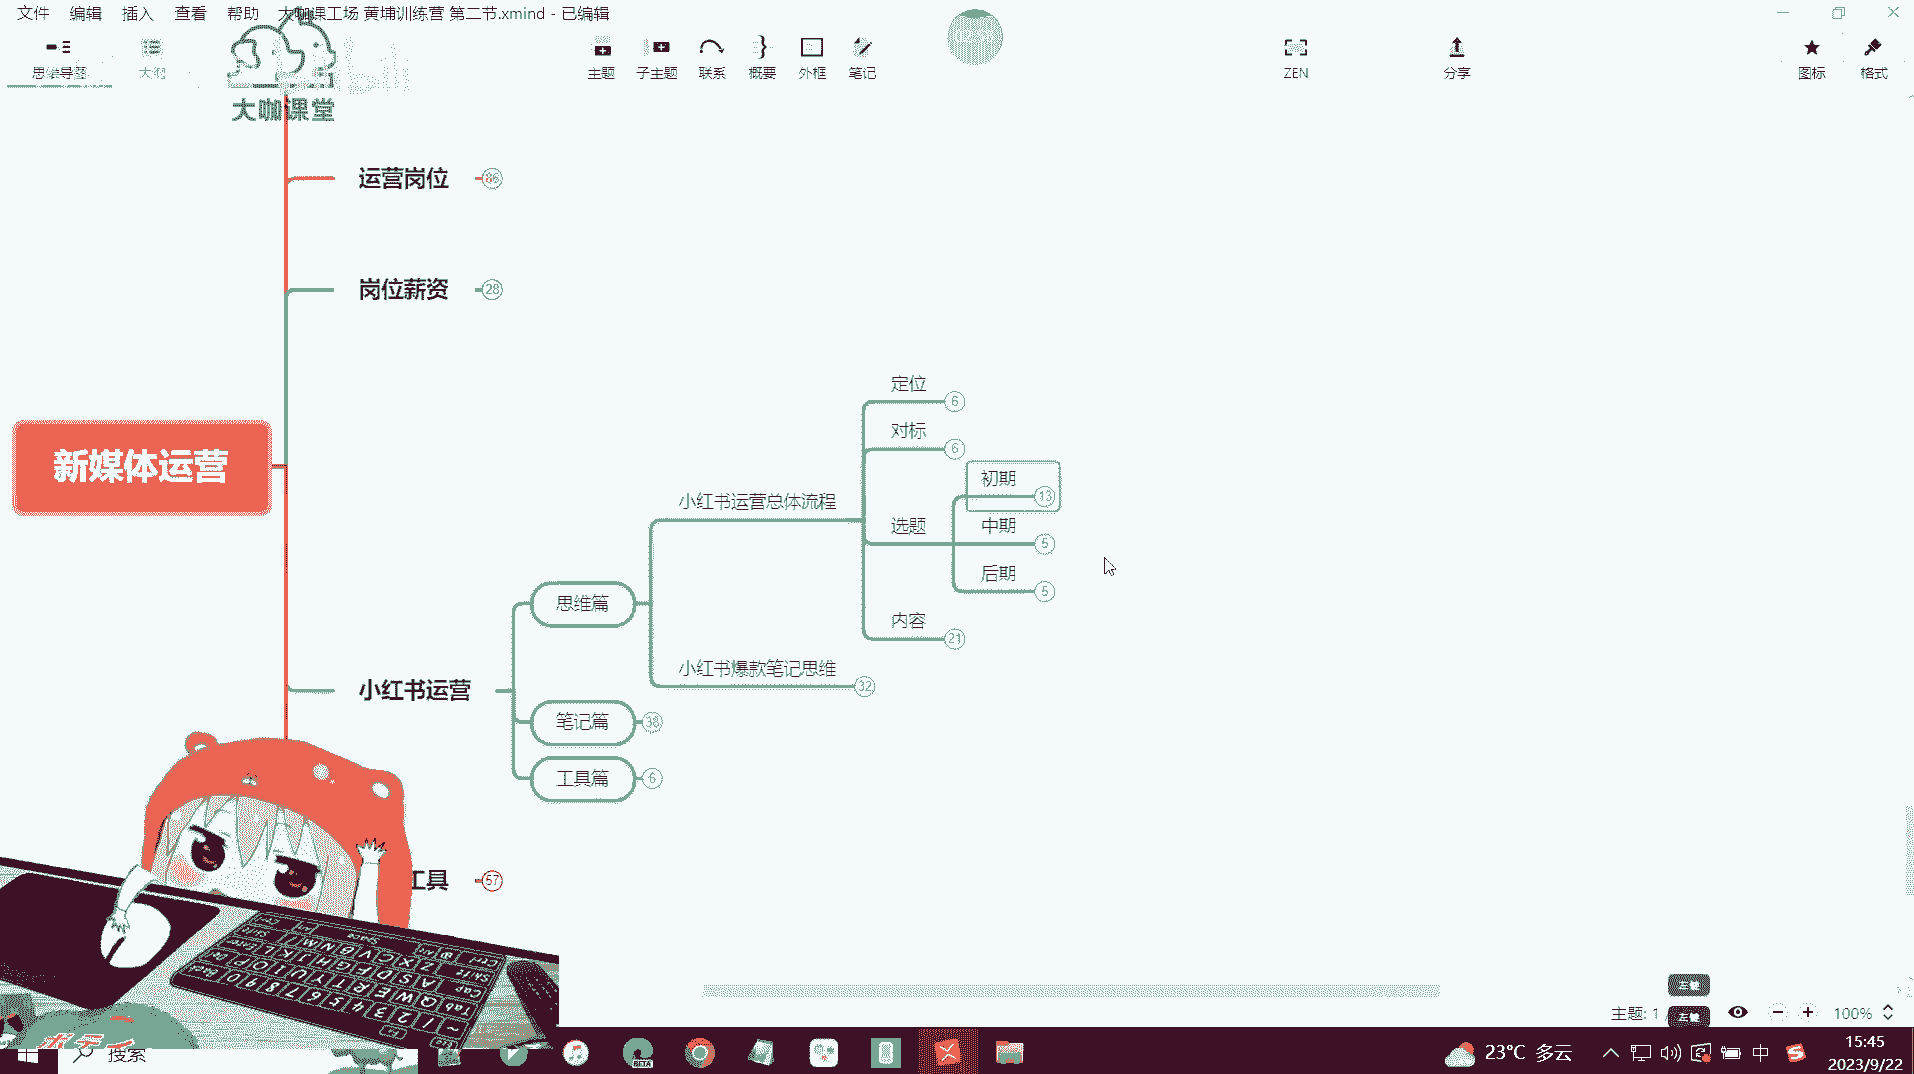 文件 编辑 插入 查看 帮助 大咖课工场 黄埔训练营 第二节.xmind - 已编辑
思维导图 大纲 主题 子主题 联系 概要 外框 笔记 ZEN 分享 图标 格式
大咖课堂
运营岗位 86
岗位薪资 28
定位 6
对标 6
初期 13
小红书运营总体流程
选题
中期 5
后期 5
新媒体运营
思维篇
内容 21
小红书爆款笔记思维 32
小红书运营
笔记篇 38
工具篇 6
工具 57
主题: 1
左键
左键
100%
搜索
BETA
23°C 多云
中
15:45
2023/9/22